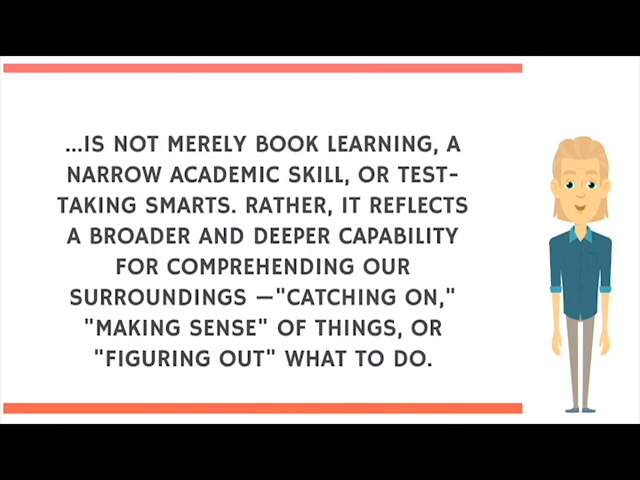 ...IS NOT MERELY BOOK LEARNING, A
NARROW ACADEMIC SKILL, OR TEST-
TAKING SMARTS. RATHER, IT REFLECTS
A BROADER AND DEEPER CAPABILITY
FOR COMPREHENDING OUR
SURROUNDINGS —"CATCHING ON,"
"MAKING SENSE" OF THINGS, OR
"FIGURING OUT" WHAT TO DO.